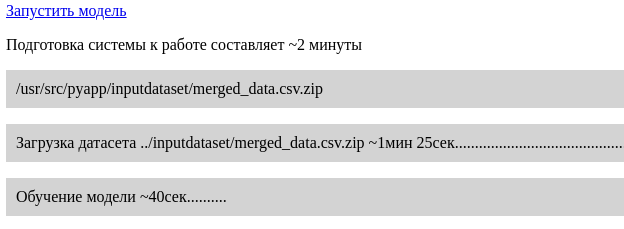 Запустить модель
Подготовка системы к работе составляет ~2 минуты
/usr/src/pyapp/inputdataset/merged_data.csv.zip
Загрузка датасета ../inputdataset/merged_data.csv.zip ~1мин 25сек..........................................
Обучение модели ~40сек..........